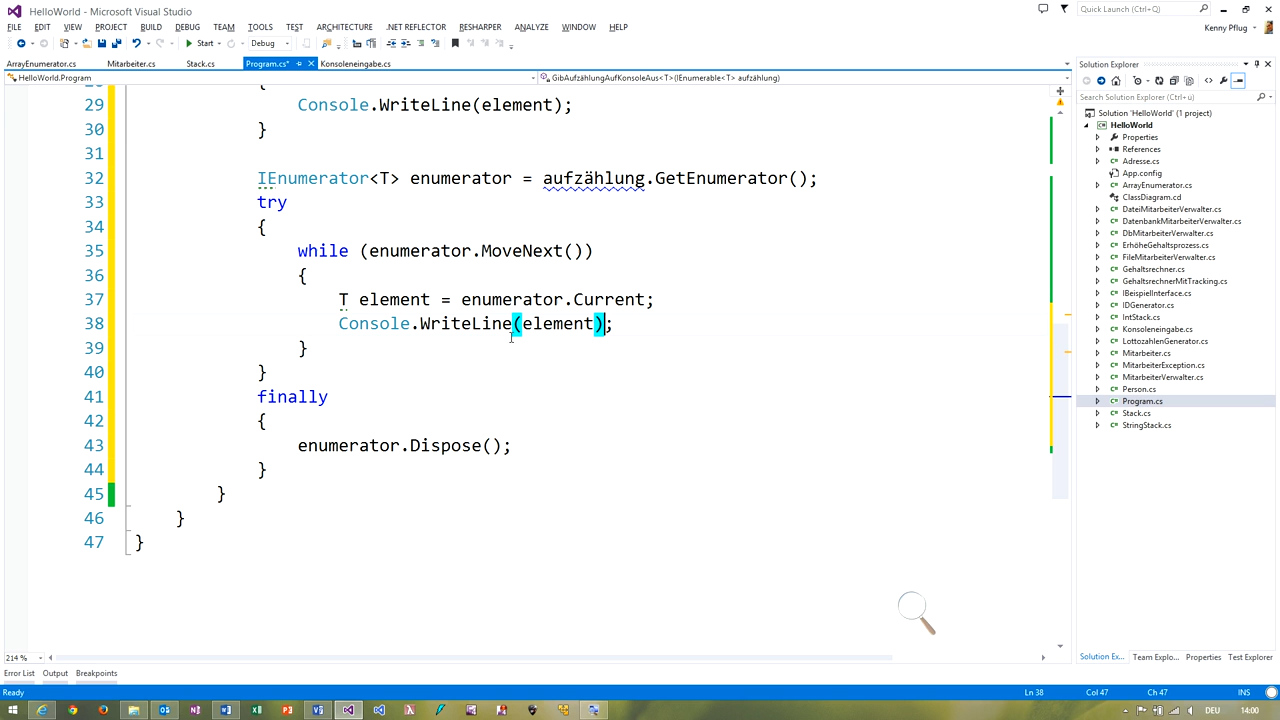 HelloWorld - Microsoft Visual Studio
Quick Launch (Ctrl+Q)
FILE EDIT VIEW PROJECT BUILD DEBUG TEAM TOOLS TEST ARCHITECTURE .NET REFLECTOR RESHARPER ANALYZE WINDOW HELP
Kenny Pflug
Start Debug
ArrayEnumerator.cs Mitarbeiter.cs Stack.cs Program.cs* Konsoleneingabe.cs
HelloWorld.Program GibAufzählungAufKonsoleAus<T>(IEnumerable<T> aufzählung)
{
29 Console.WriteLine(element);
30 }
31
32 IEnumerator<T> enumerator = aufzählung.GetEnumerator();
33 try
34 {
35 while (enumerator.MoveNext())
36 {
37 T element = enumerator.Current;
38 Console.WriteLine(element);
39 }
40 }
41 finally
42 {
43 enumerator.Dispose();
44 }
45 }
46 }
47 }
214 %
Error List Output Breakpoints
Ready Ln 38 Col 47 Ch 47 INS
Solution Explorer
Search Solution Explorer (Ctrl+ü)
Solution 'HelloWorld' (1 project)
HelloWorld
Properties
References
Adresse.cs
App.config
ArrayEnumerator.cs
ClassDiagram.cd
DateiMitarbeiterVerwalter.cs
DatenbankMitarbeiterVerwalter.cs
DbMitarbeiterVerwalter.cs
ErhöheGehaltsprozess.cs
FileMitarbeiterVerwalter.cs
Gehaltsrechner.cs
GehaltsrechnerMitTracking.cs
IBeispielInterface.cs
IDGenerator.cs
IntStack.cs
Konsoleneingabe.cs
LottozahlenGenerator.cs
Mitarbeiter.cs
MitarbeiterException.cs
MitarbeiterVerwalter.cs
Person.cs
Program.cs
Stack.cs
StringStack.cs
Solution Ex... Team Explo... Properties Test Explorer
DEU 14:00